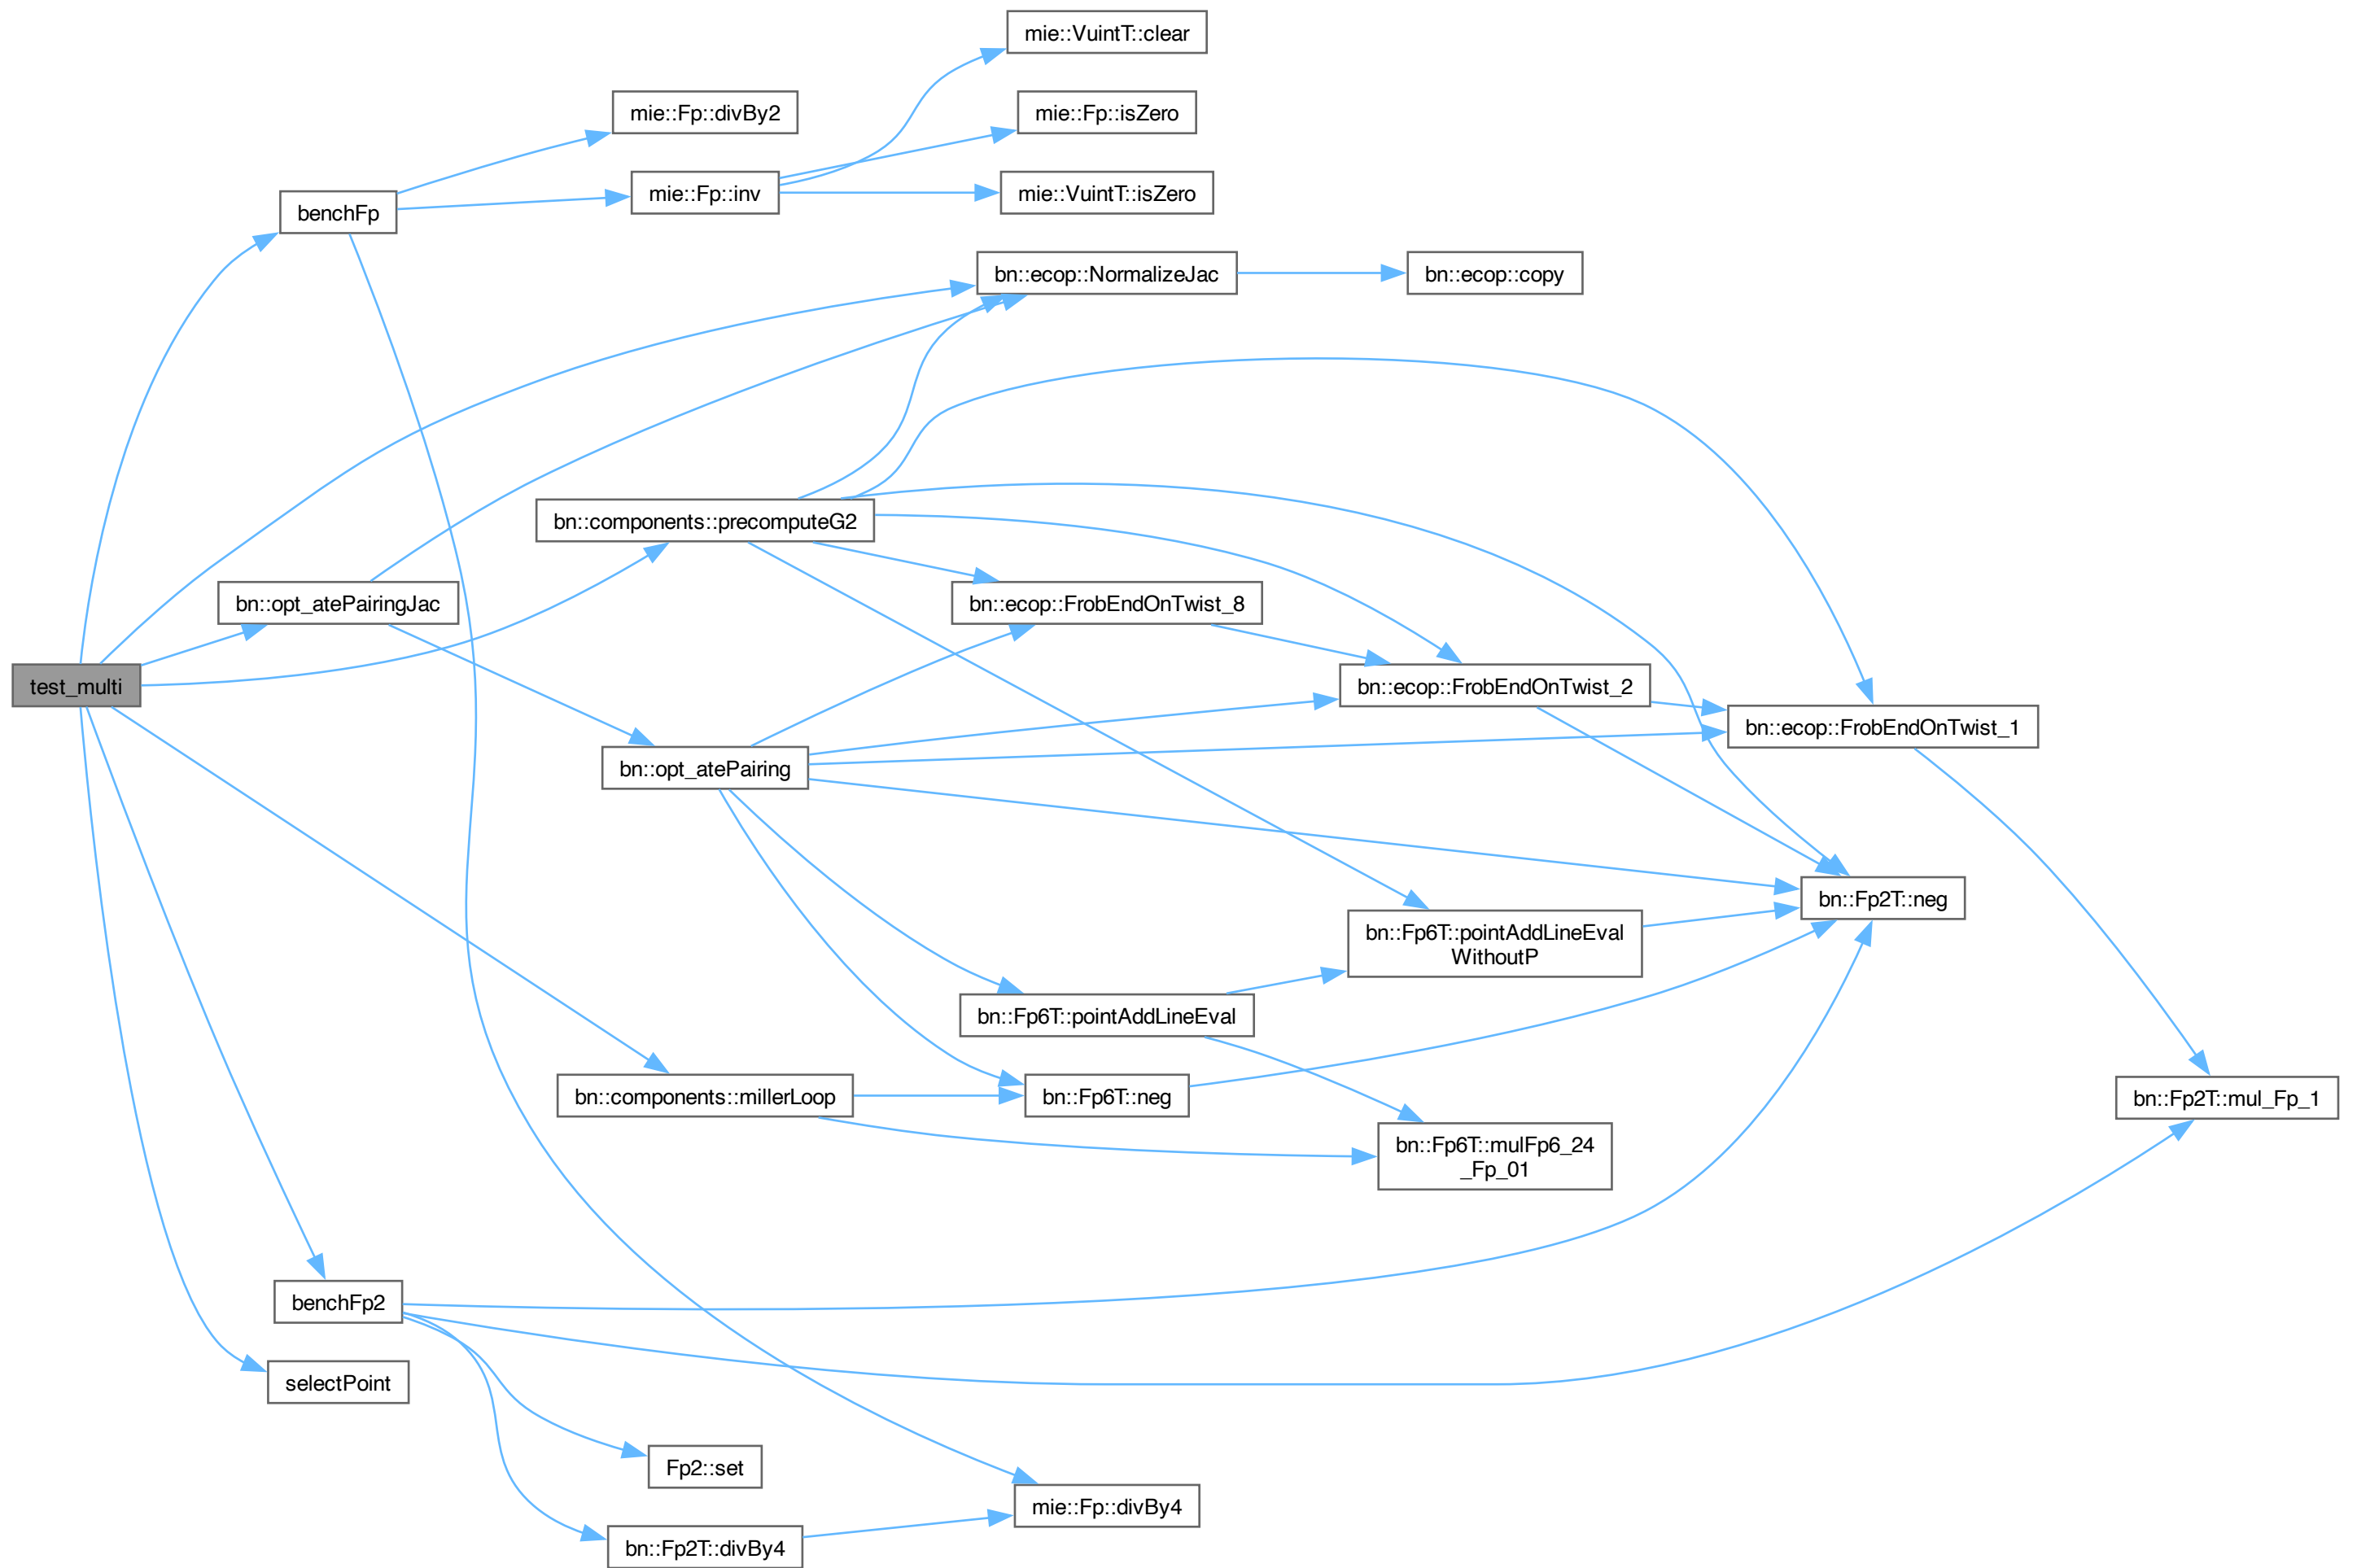 mie::VuintT::clear
mie::Fp::divBy2
mie::Fp::isZero
benchFp
mie::Fp::inv
mie::VuintT::isZero
bn::ecop::NormalizeJac
bn::ecop::copy
bn::components::precomputeG2
bn::opt_atePairingJac
bn::ecop::FrobEndOnTwist_8
test_multi
bn::ecop::FrobEndOnTwist_2
bn::ecop::FrobEndOnTwist_1
bn::opt_atePairing
bn::Fp2T::neg
bn::Fp6T::pointAddLineEval
WithoutP
bn::Fp6T::pointAddLineEval
bn::components::millerLoop
bn::Fp6T::neg
bn::Fp2T::mul_Fp_1
bn::Fp6T::mulFp6_24
_Fp_01
benchFp2
selectPoint
Fp2::set
mie::Fp::divBy4
bn::Fp2T::divBy4